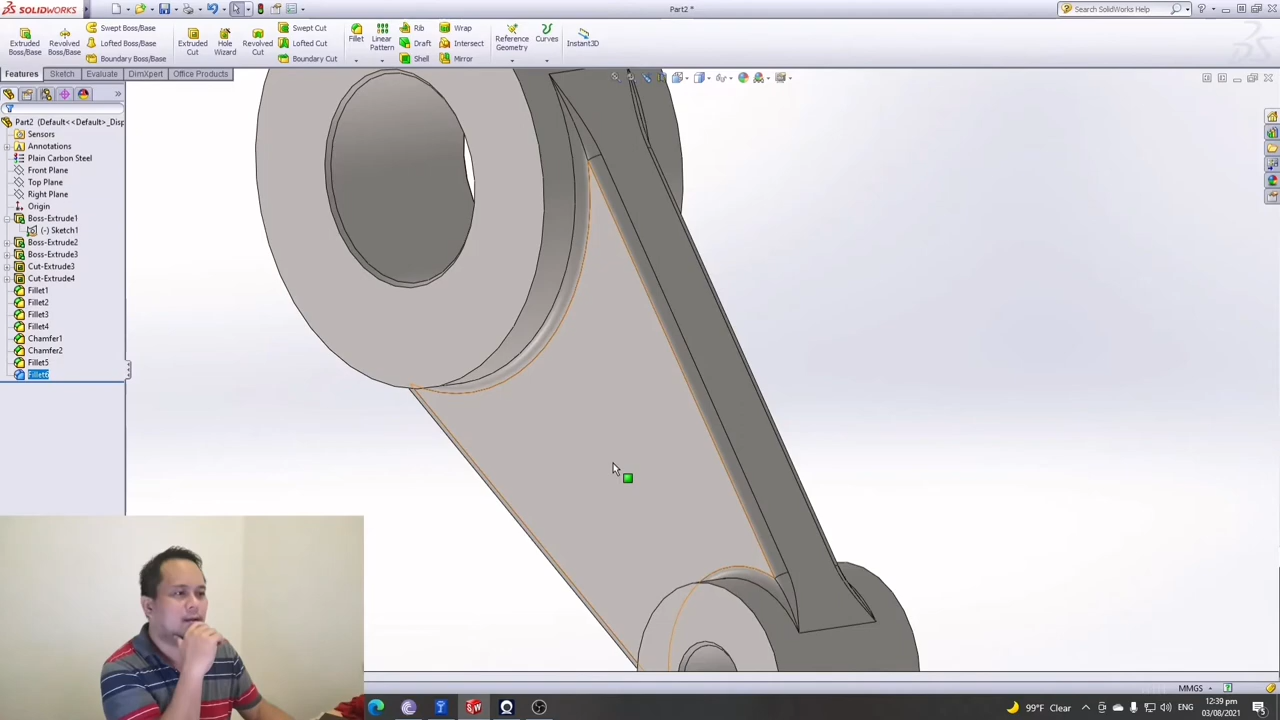 SOLIDWORKS
Part2 *
Search SolidWorks Help
Extruded Boss/Base
Revolved Boss/Base
Swept Boss/Base
Lofted Boss/Base
Boundary Boss/Base
Extruded Cut
Hole Wizard
Revolved Cut
Swept Cut
Lofted Cut
Boundary Cut
Fillet
Linear Pattern
Rib
Draft
Shell
Wrap
Intersect
Mirror
Reference Geometry
Curves
Instant3D
Features
Sketch
Evaluate
DimXpert
Office Products
Part2 (Default<<Default>_Disp
Sensors
Annotations
Plain Carbon Steel
Front Plane
Top Plane
Right Plane
Origin
Boss-Extrude1
(-) Sketch1
Boss-Extrude2
Boss-Extrude3
Cut-Extrude3
Cut-Extrude4
Fillet1
Fillet2
Fillet3
Fillet4
Chamfer1
Chamfer2
Fillet5
Fillet6
MMGS
99°F Clear
12:39 pm
03/08/2021